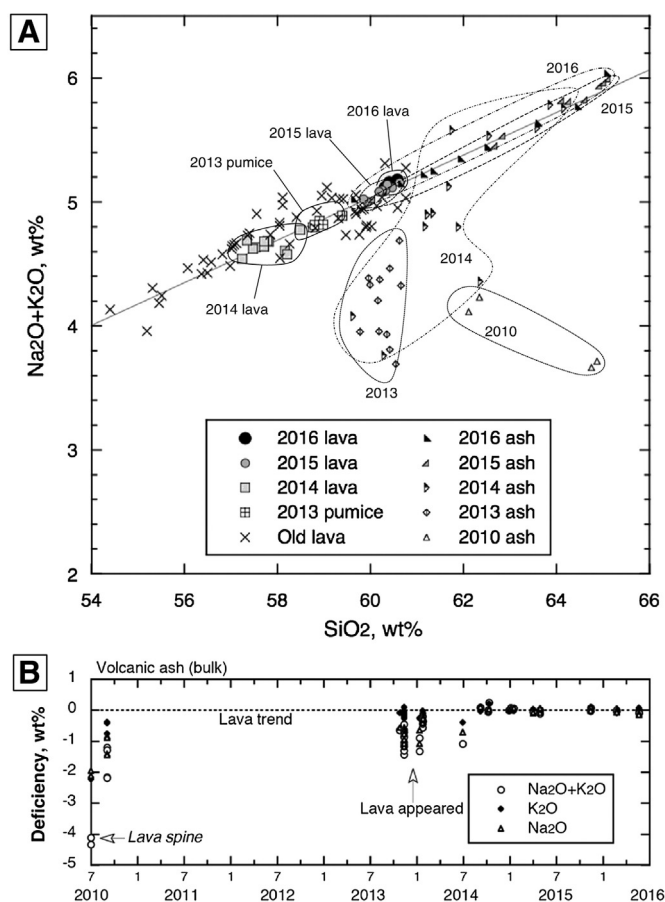 A
Na2O+K2O, wt%
6
5
4
3
2
2016
2015
2016 lava
2015 lava
2013 pumice
2014 lava
2014
2010
2013
2016 lava
2015 lava
2014 lava
2013 pumice
Old lava
2016 ash
2015 ash
2014 ash
2013 ash
2010 ash
54 56 58 60 62 64 66
SiO2, wt%
B
Volcanic ash (bulk)
Deficiency, wt%
1
0
-1
-2
-3
-4
-5
Lava trend
Lava appeared
Lava spine
Na2O+K2O
K2O
Na2O
7 1 7 1 7 1 7 1 7 1 7 1
2010 2011 2012 2013 2014 2015 2016